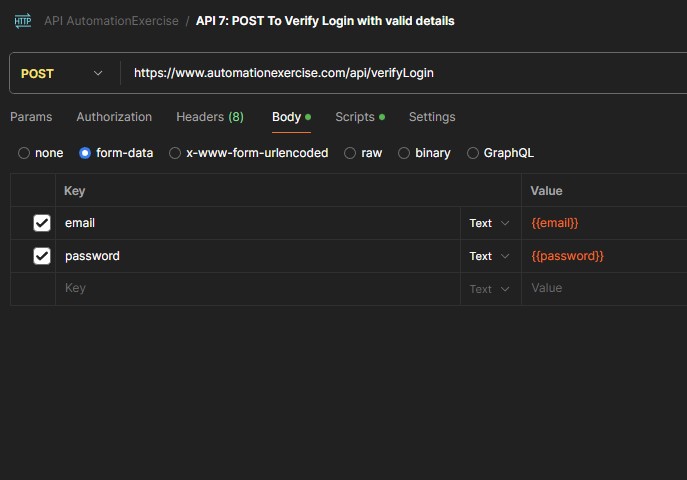 HTTP API AutomationExercise / API 7: POST To Verify Login with valid details
POST https://www.automationexercise.com/api/verifyLogin
Params Authorization Headers (8) Body Scripts Settings
none form-data x-www-form-urlencoded raw binary GraphQL
Key Value
email Text {{email}}
password Text {{password}}
Key Text Value